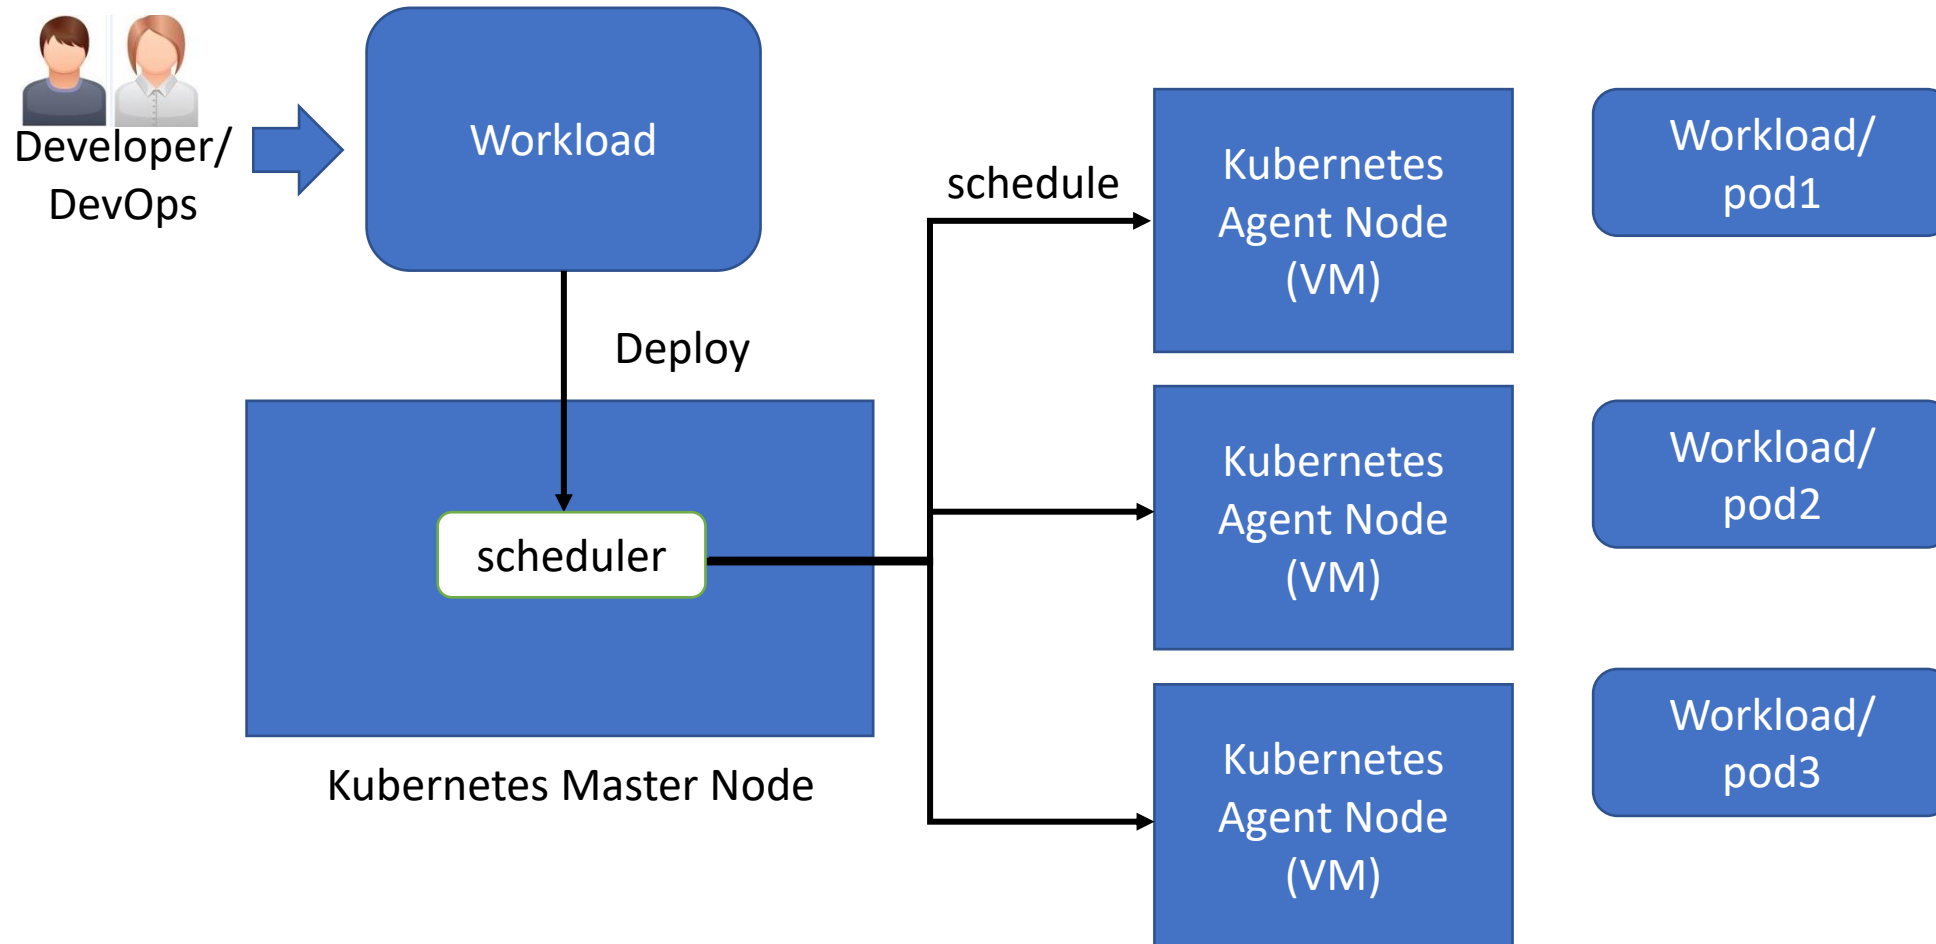 Developer/
DevOps
Workload
Deploy
scheduler
Kubernetes Master Node
schedule
Kubernetes
Agent Node
(VM)
Workload/
pod1
Kubernetes
Agent Node
(VM)
Workload/
pod2
Kubernetes
Agent Node
(VM)
Workload/
pod3